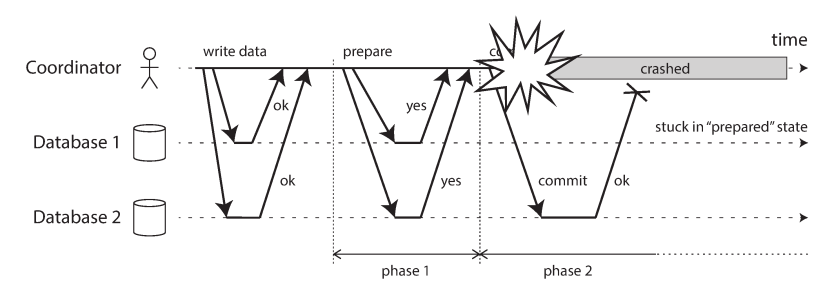 time
write data
prepare
co
Coordinator
crashed
ok
yes
Database 1
stuck in "prepared" state
ok
yes
commit
ok
Database 2
phase 1
phase 2